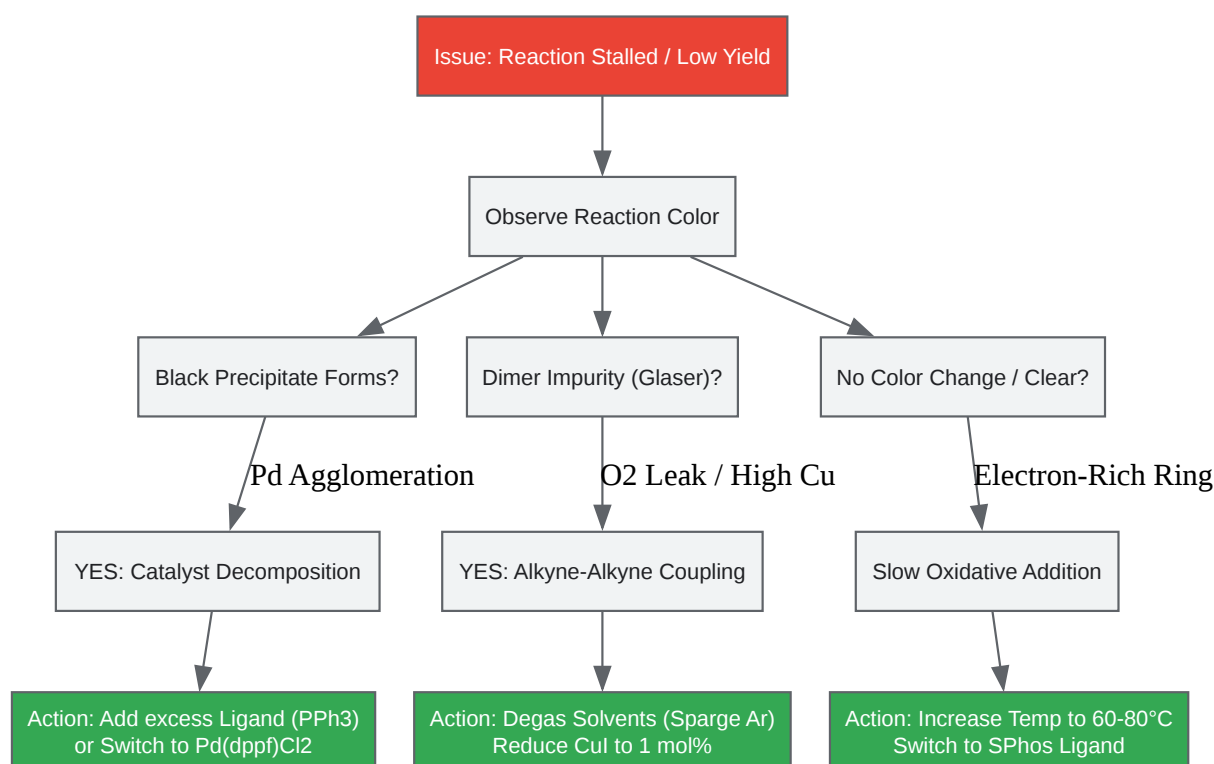 Issue: Reaction Stalled / Low Yield
Observe Reaction Color
Black Precipitate Forms?
Dimer Impurity (Glaser)?
No Color Change / Clear?
Pd Agglomeration
O2 Leak / High Cu
Electron-Rich Ring
YES: Catalyst Decomposition
YES: Alkyne-Alkyne Coupling
Slow Oxidative Addition
Action: Add excess Ligand (PPh3)
or Switch to Pd(dppf)Cl2
Action: Degas Solvents (Sparge Ar)
Reduce CuI to 1 mol%
Action: Increase Temp to 60-80°C
Switch to SPhos Ligand